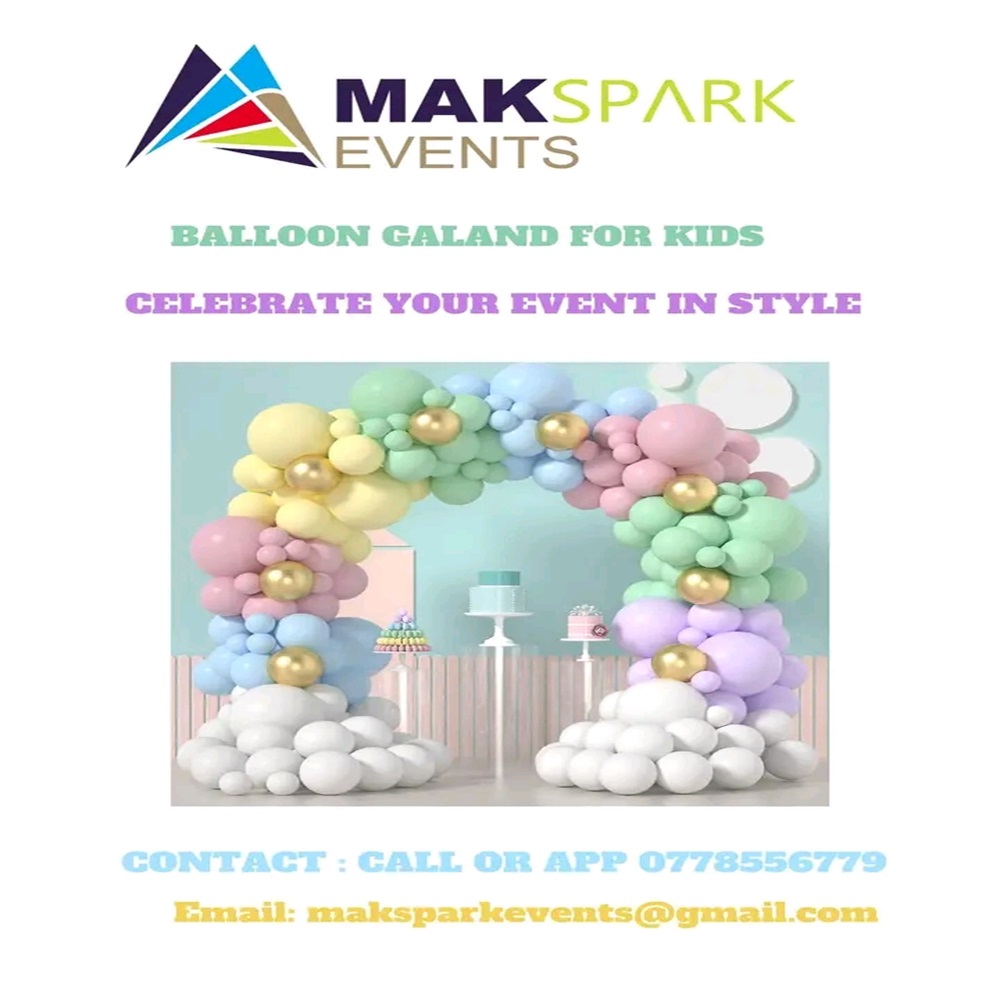 MAKSPARK
EVENTS
BALLOON GALAND FOR KIDS
CELEBRATE YOUR EVENT IN STYLE
CONTACT : CALL OR APP 0778556779
Email: maksparkevents@gmail.com